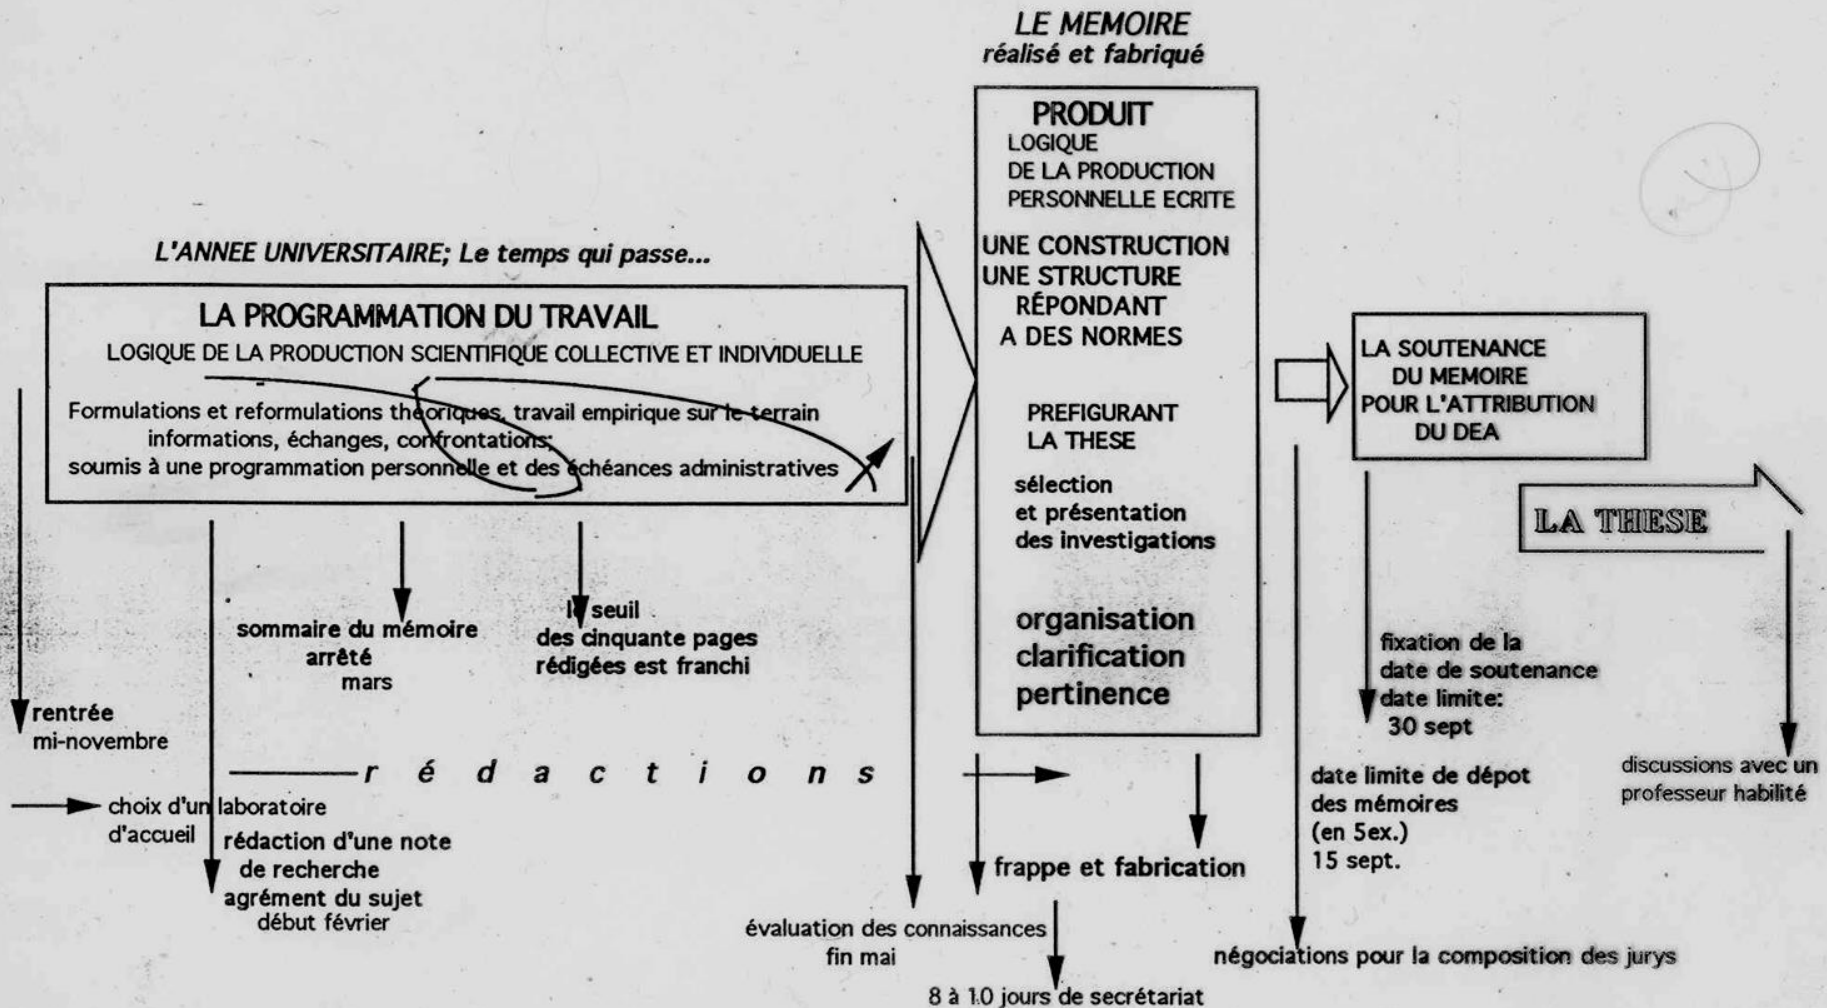 LE MEMOIRE
réalisé et fabriqué
PRODUIT
LOGIQUE
DE LA PRODUCTION
PERSONNELLE ECRITE
UNE CONSTRUCTION
UNE STRUCTURE
RÉPONDANT
A DES NORMES
PREFIGURANT
LA THESE
sélection
et présentation
des investigations
organisation
clarification
pertinence
L'ANNEE UNIVERSITAIRE; Le temps qui passe...
LA PROGRAMMATION DU TRAVAIL
LOGIQUE DE LA PRODUCTION SCIENTIFIQUE COLLECTIVE ET INDIVIDUELLE
Formulations et reformulations théoriques, travail empirique sur le terrain
informations, échanges, confrontations;
soumis à une programmation personnelle et des échéances administratives
LA SOUTENANCE
DU MEMOIRE
POUR L'ATTRIBUTION
DU DEA
LA THESE
rentrée
mi-novembre
choix d'un laboratoire
d'accueil
rédaction d'une note
de recherche
agrément du sujet
début février
sommaire du mémoire
arrêté
mars
le seuil
des cinquante pages
rédigées est franchi
rédactions
évaluation des connaissances
fin mai
frappe et fabrication
8 à 10 jours de secrétariat
négociations pour la composition des jurys
date limite de dépot
des mémoires
(en 5ex.)
15 sept.
fixation de la
date de soutenance
date limite:
30 sept
discussions avec un
professeur habilité